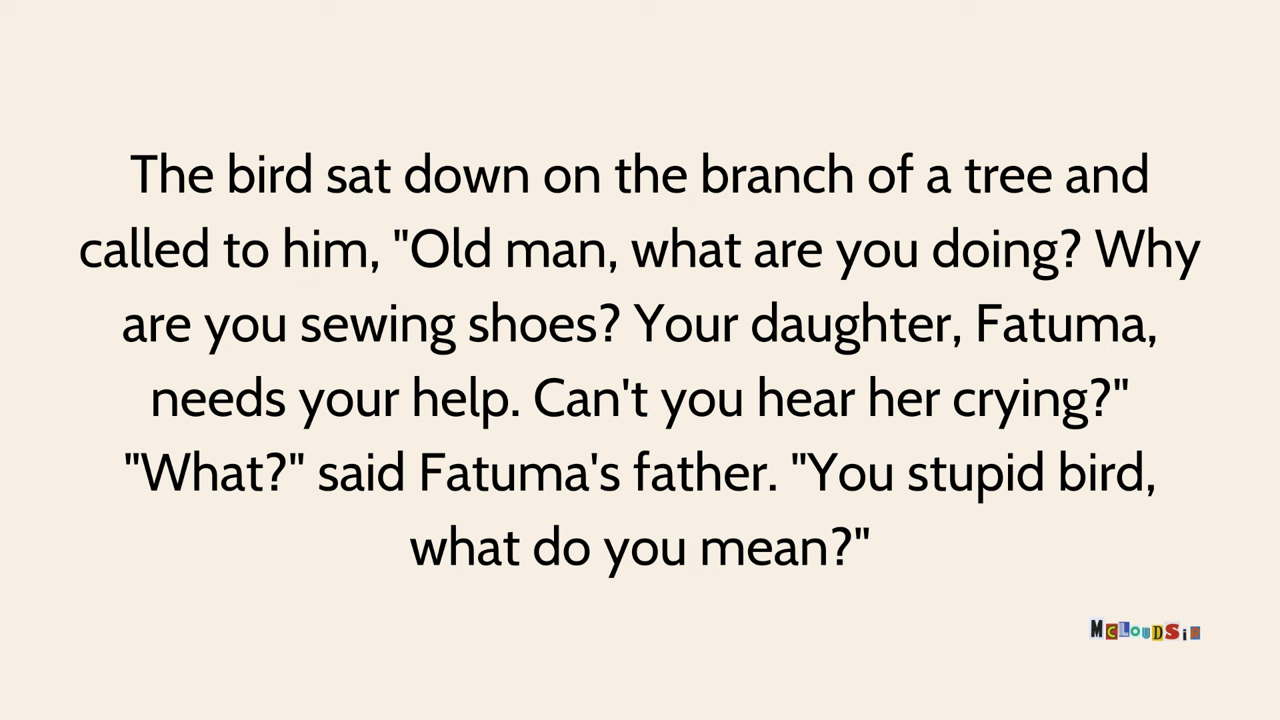 The bird sat down on the branch of a tree and
called to him, "Old man, what are you doing? Why
are you sewing shoes? Your daughter, Fatuma,
needs your help. Can't you hear her crying?"
"What?" said Fatuma's father. "You stupid bird,
what do you mean?"